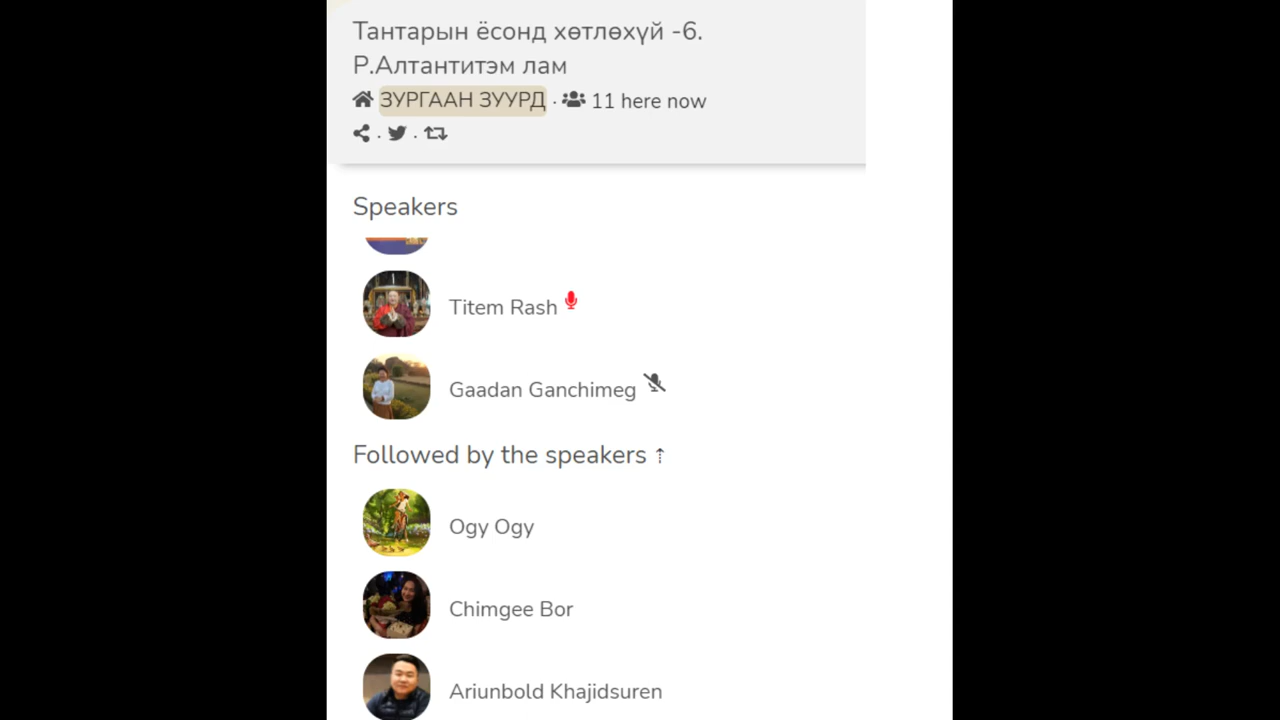 Тантарын ёсонд хөтлөхүй -6.
Р.Алтантитэм лам
ЗУРГААН ЗУУРД · 11 here now
Speakers
Titem Rash
Gaadan Ganchimeg
Followed by the speakers ⇡
Ogy Ogy
Chimgee Bor
Ariunbold Khajidsuren